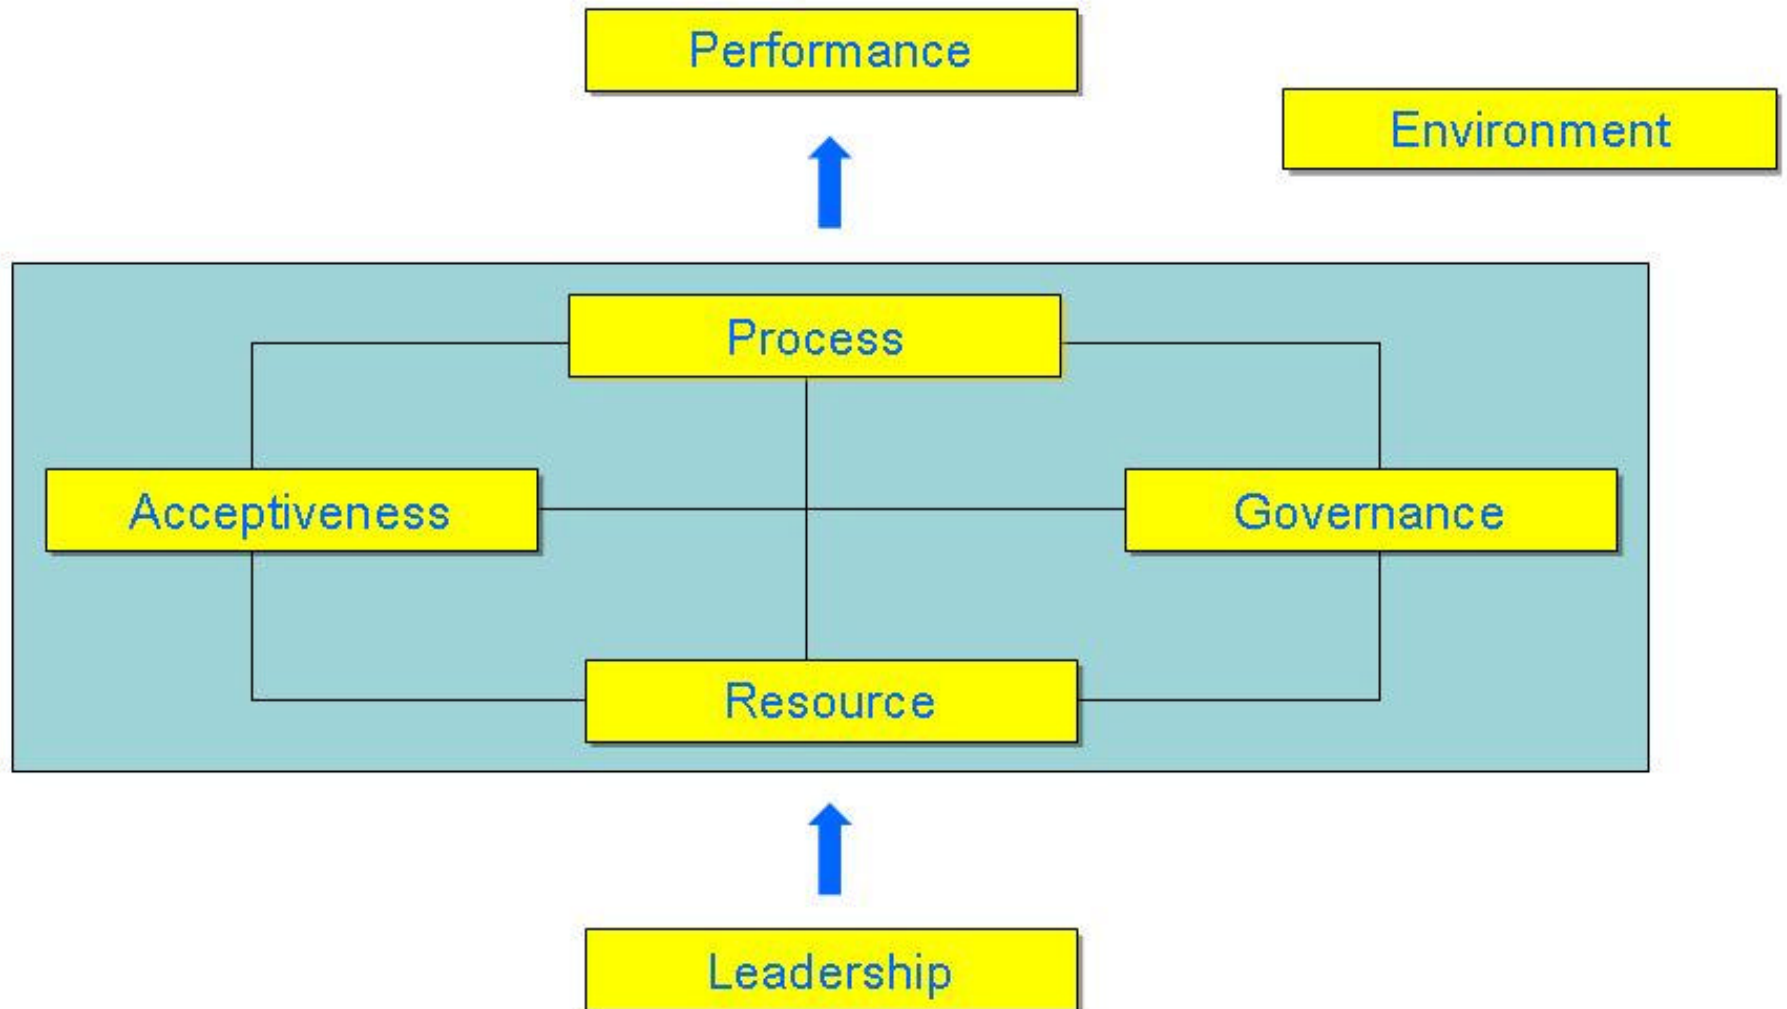 Performance
Environment
Process
Acceptiveness
Governance
Resource
Leadership